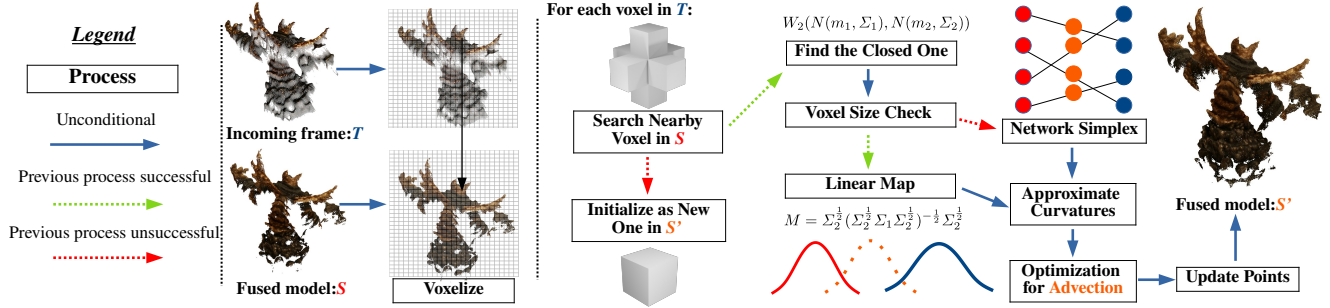 Legend
Process
Unconditional
Previous process successful
Previous process unsuccessful
Incoming frame:T
Fused model:S
Voxelize
For each voxel in T:
Search Nearby
Voxel in S
Initialize as New
One in S'
W₂(N(m₁, Σ₁), N(m₂, Σ₂))
Find the Closed One
Voxel Size Check
Linear Map
M = Σ₂^{1/2}(Σ₂^{1/2} Σ₁ Σ₂^{1/2})^{-1/2} Σ₂^{1/2}
Network Simplex
Approximate
Curvatures
Optimization
for Advection
Update Points
Fused model:S'